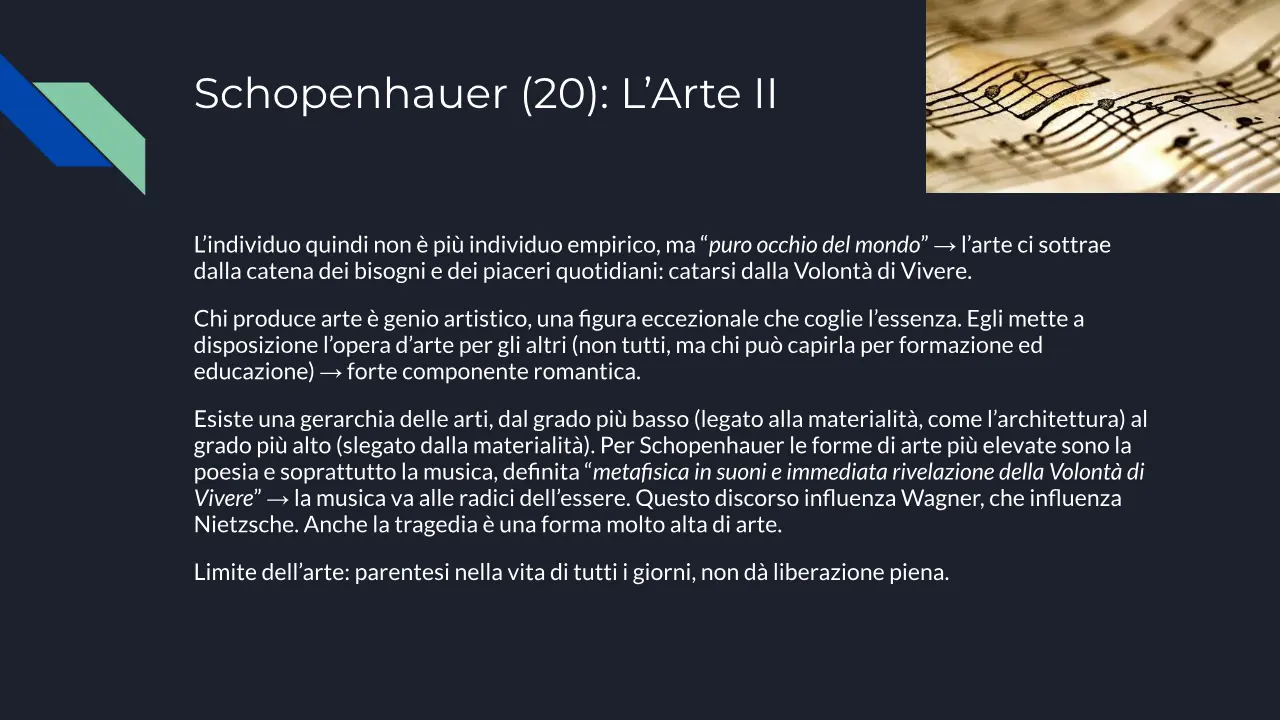 Schopenhauer (20): L’Arte II
L’individuo quindi non è più individuo empirico, ma “puro occhio del mondo” → l’arte ci sottrae
dalla catena dei bisogni e dei piaceri quotidiani: catarsi dalla Volontà di Vivere.
Chi produce arte è genio artistico, una figura eccezionale che coglie l’essenza. Egli mette a
disposizione l’opera d’arte per gli altri (non tutti, ma chi può capirla per formazione ed
educazione) → forte componente romantica.
Esiste una gerarchia delle arti, dal grado più basso (legato alla materialità, come l’architettura) al
grado più alto (slegato dalla materialità). Per Schopenhauer le forme di arte più elevate sono la
poesia e soprattutto la musica, definita “metafisica in suoni e immediata rivelazione della Volontà di
Vivere” → la musica va alle radici dell’essere. Questo discorso influenza Wagner, che influenza
Nietzsche. Anche la tragedia è una forma molto alta di arte.
Limite dell’arte: parentesi nella vita di tutti i giorni, non dà liberazione piena.